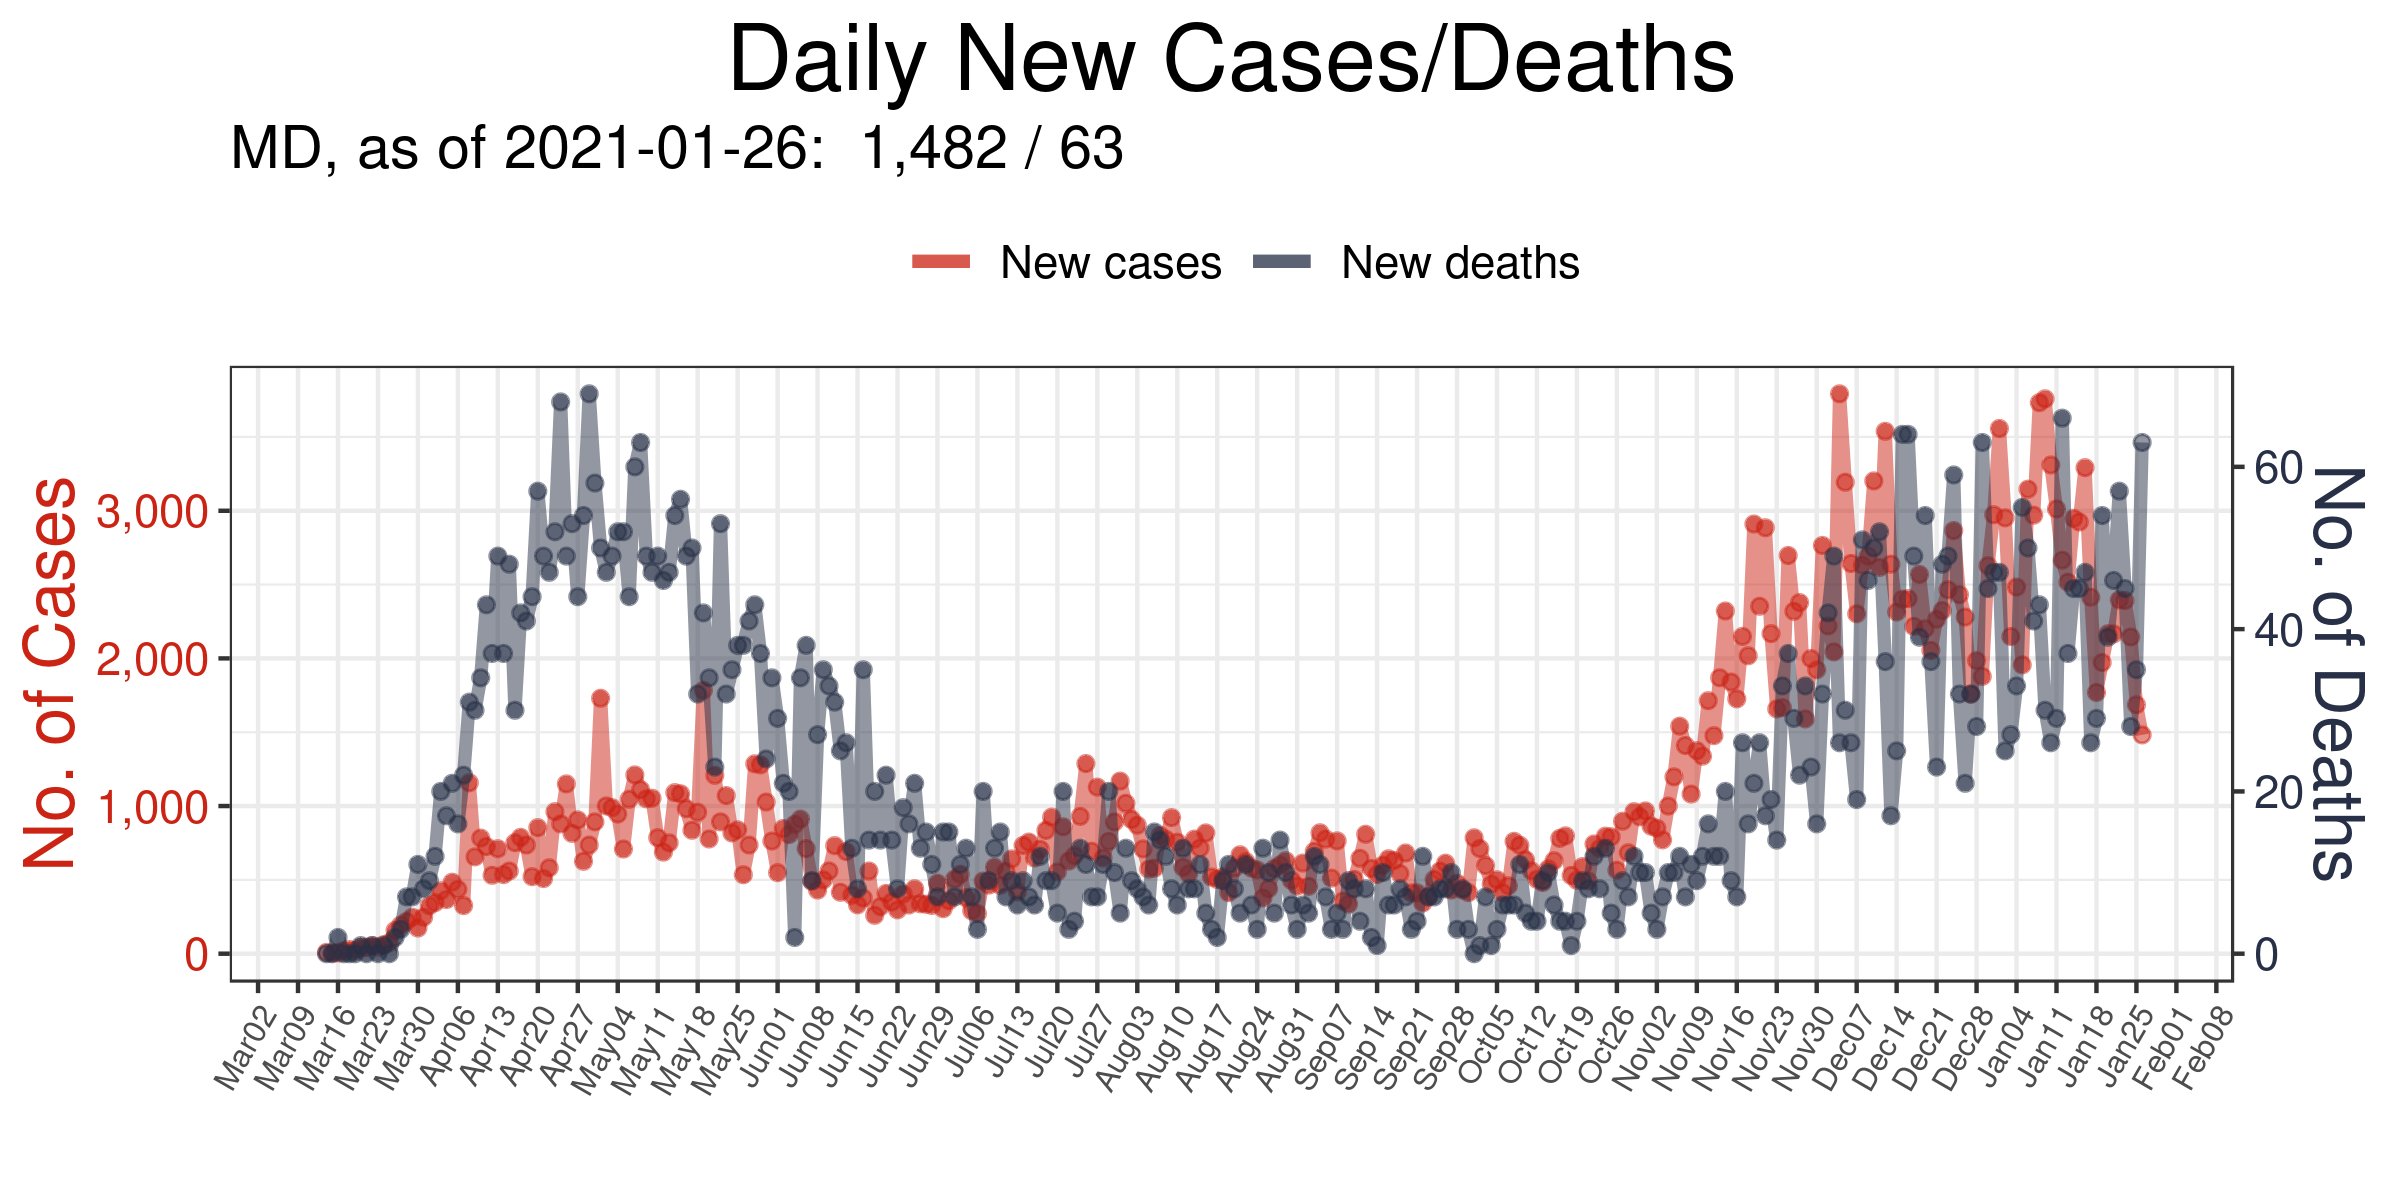 Daily New Cases/Deaths
MD, as of 2021-01-26:  1,482 / 63
New cases New deaths
No. of Cases
3,000
2,000
1,000
0
60
40
20
0
No. of Deaths
Mar02 Mar09 Mar16 Mar23 Mar30 Apr06 Apr13 Apr20 Apr27 May04 May11 May18 May25 Jun01 Jun08 Jun15 Jun22 Jun29 Jul06 Jul13 Jul20 Jul27 Aug03 Aug10 Aug17 Aug24 Aug31 Sep07 Sep14 Sep21 Sep28 Oct05 Oct12 Oct19 Oct26 Nov02 Nov09 Nov16 Nov23 Nov30 Dec07 Dec14 Dec21 Dec28 Jan04 Jan11 Jan18 Jan25 Feb01 Feb08